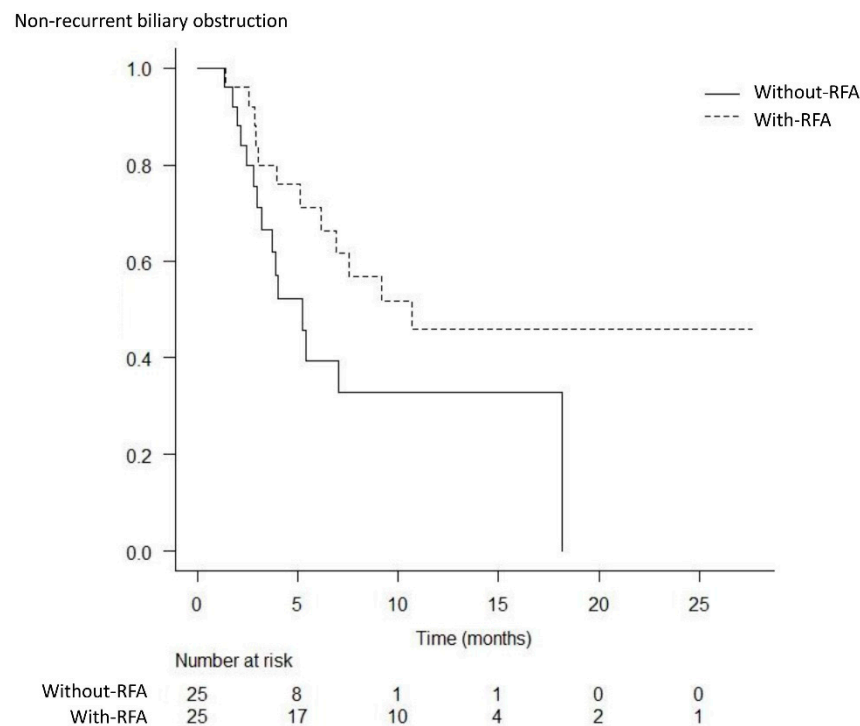 Non-recurrent biliary obstruction
1.0
0.8
0.6
0.4
0.2
0.0
Without-RFA
With-RFA
0 5 10 15 20 25
Time (months)
Number at risk
Without-RFA 25 8 1 1 0 0
With-RFA 25 17 10 4 2 1